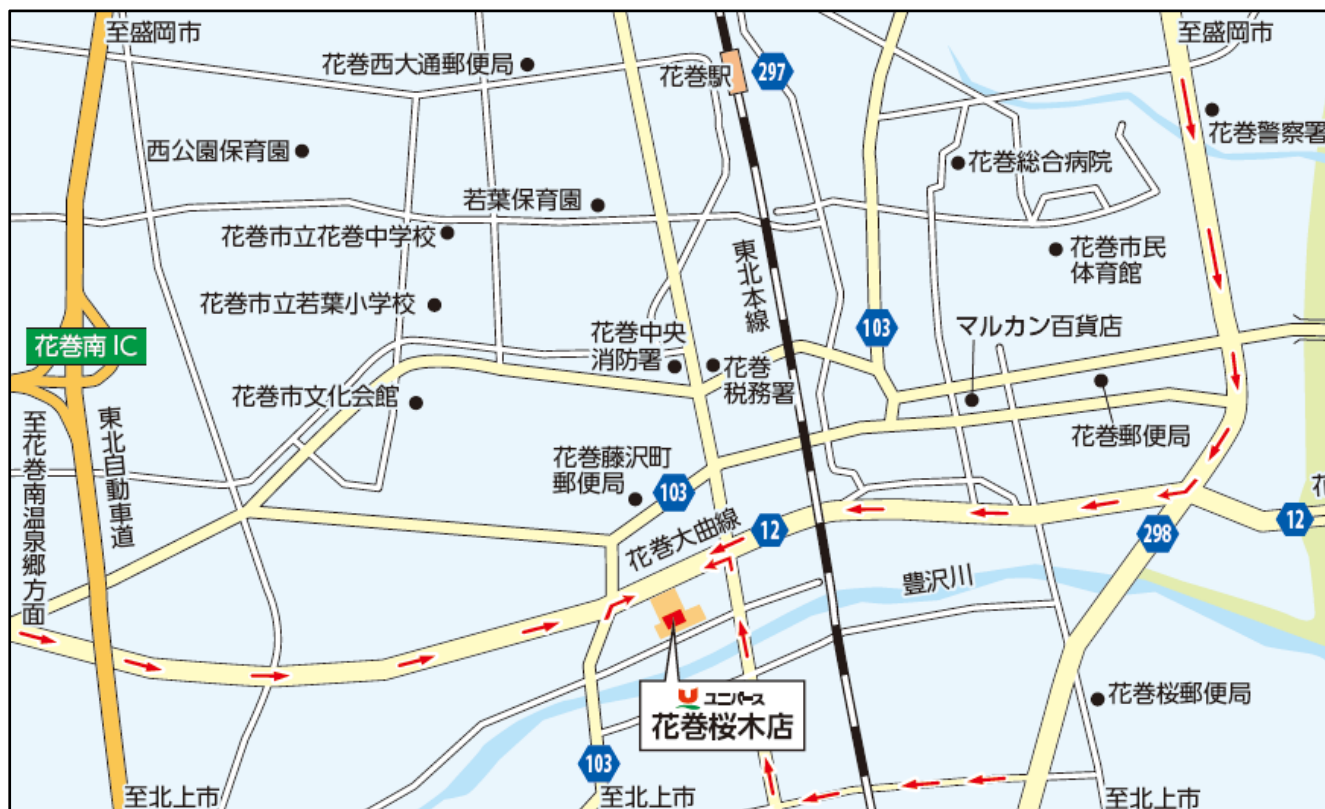 至盛岡市
至盛岡市
花巻西大通郵便局
花巻駅
297
花巻警察署
西公園保育園
花巻総合病院
若葉保育園
花巻市立花巻中学校
花巻市民
体育館
東北本線
花巻市立若葉小学校
花巻中央
消防署
103
マルカン百貨店
花巻南IC
花巻
税務署
花巻市文化会館
至花巻南温泉郷方面
東北自動車道
花巻郵便局
花巻藤沢町
郵便局
103
花巻大曲線
12
298
12
花
豊沢川
ユニバース
花巻桜木店
花巻桜郵便局
103
至北上市
至北上市
至北上市